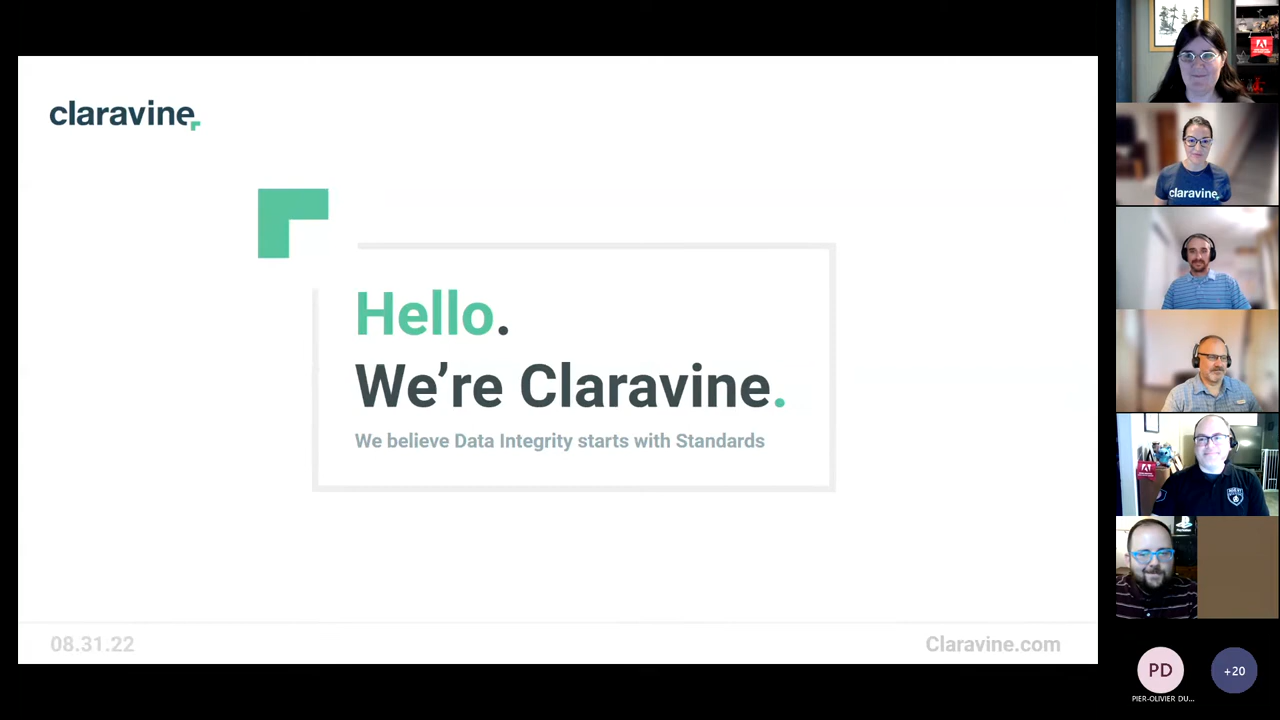 claravine
Hello.
We're Claravine.
We believe Data Integrity starts with Standards
08.31.22
Claravine.com
claravine
PD
+20
PIER-OLIVIER DU...